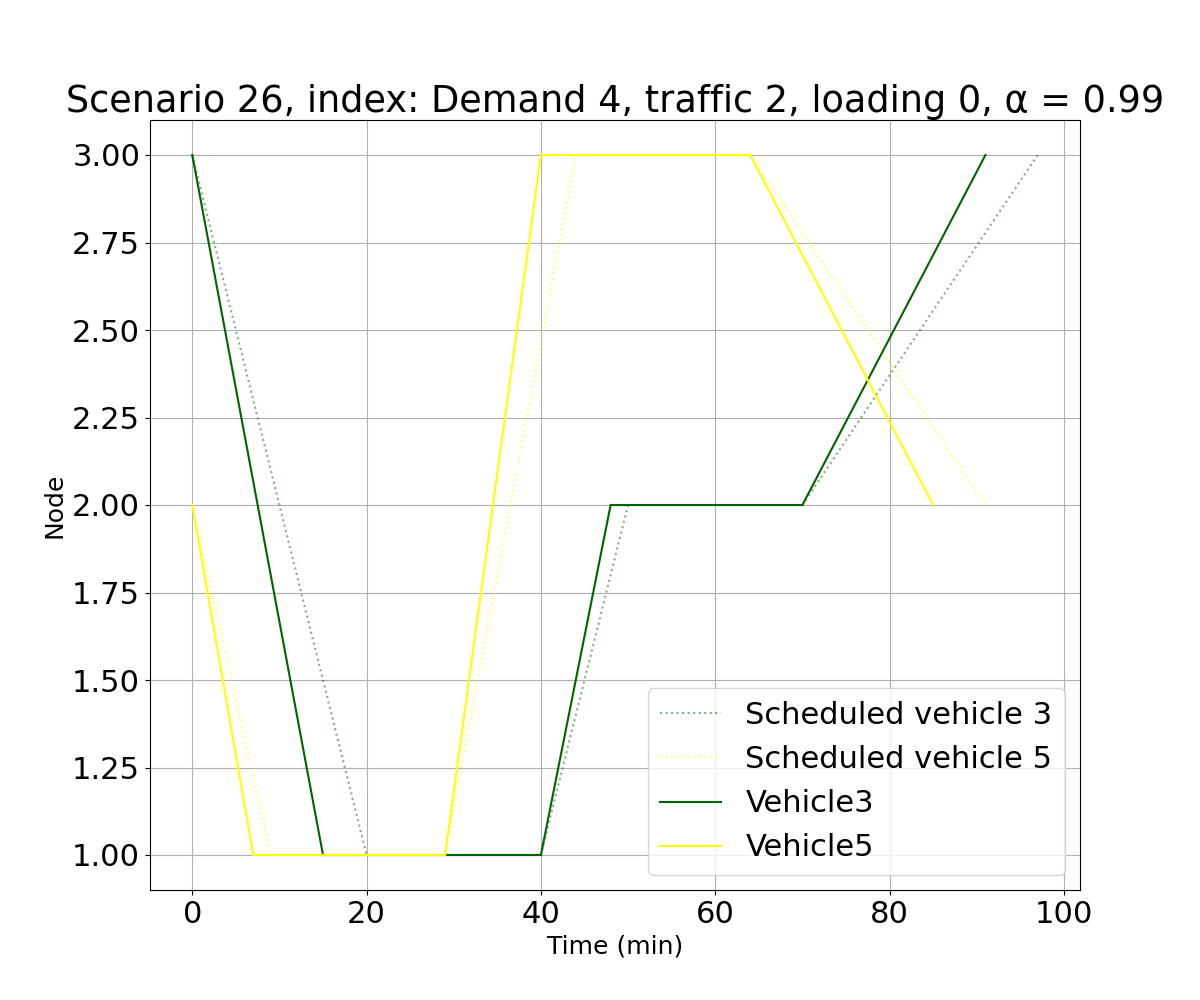 Scenario 26, index: Demand 4, traffic 2, loading 0, α = 0.99
3.00
2.75
2.50
2.25
2.00
1.75
1.50
1.25
1.00
Node
Scheduled vehicle 3
Scheduled vehicle 5
Vehicle3
Vehicle5
0 20 40 60 80 100
Time (min)